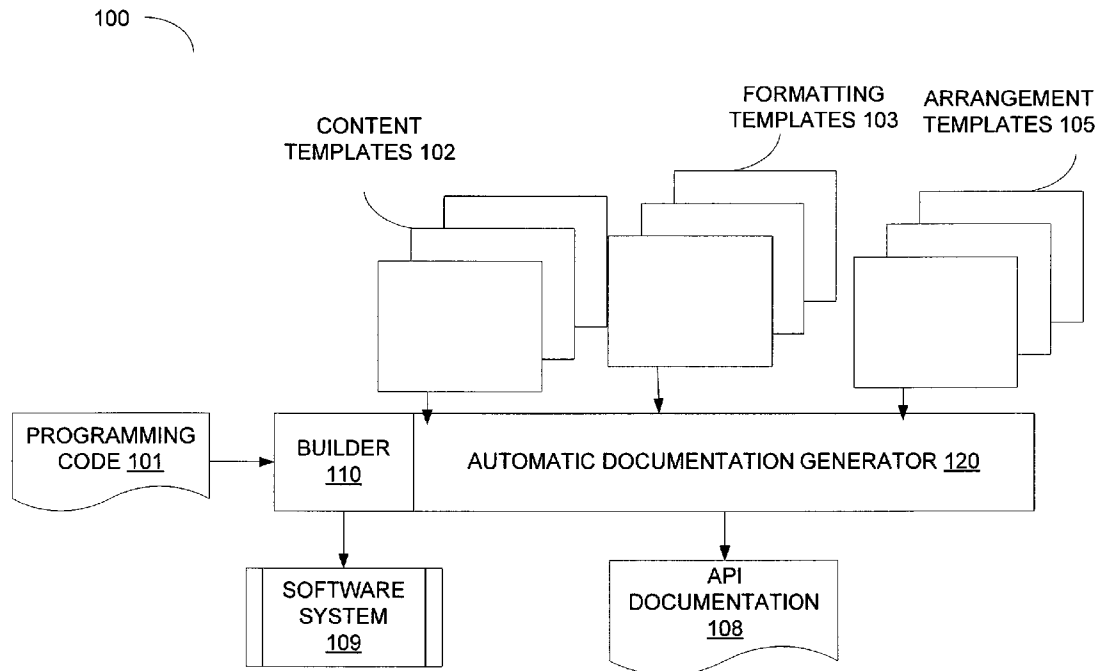 100
CONTENT
TEMPLATES 102
FORMATTING
TEMPLATES 103
ARRANGEMENT
TEMPLATES 105
PROGRAMMING
CODE 101
BUILDER
110
AUTOMATIC DOCUMENTATION GENERATOR 120
SOFTWARE
SYSTEM
109
API
DOCUMENTATION
108